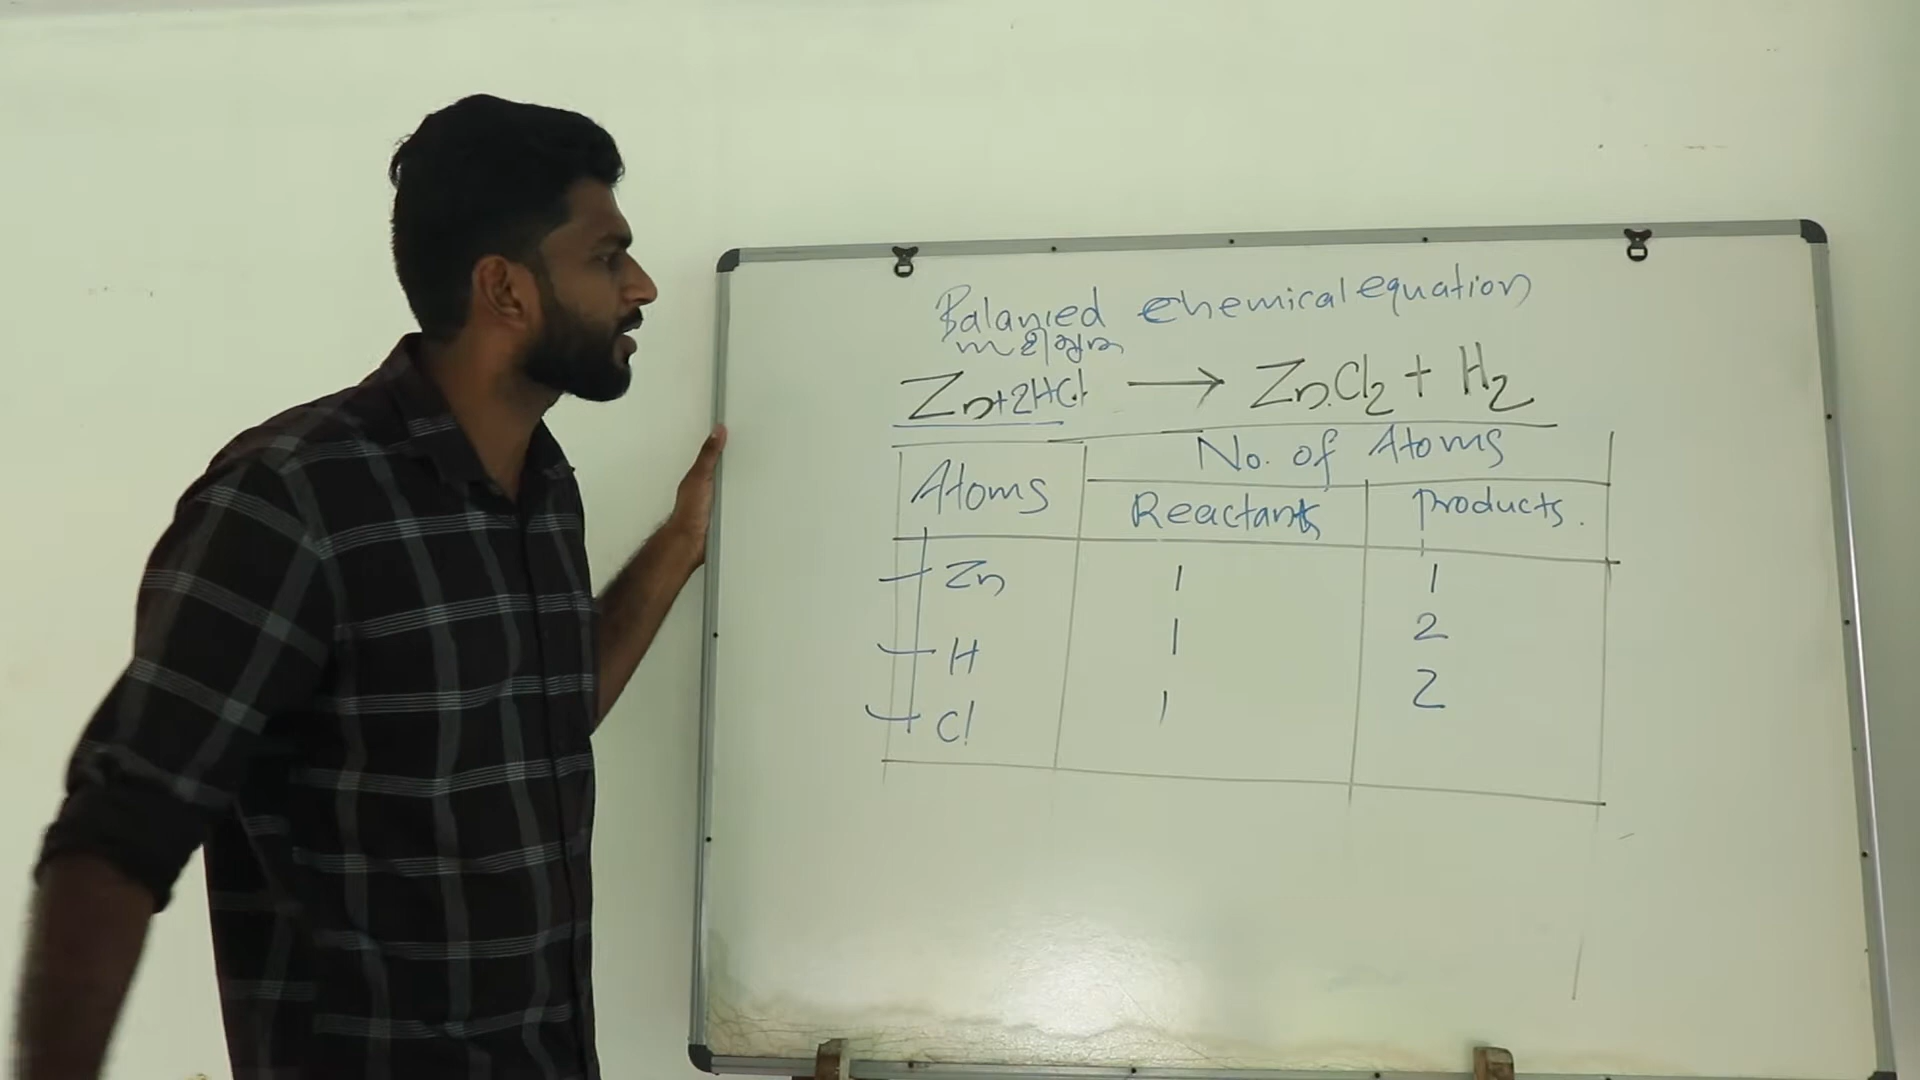 Balanced chemical equation
Zn+2HCl → ZnCl2 + H2
Atoms No. of Atoms
Reactants Products
Zn 1 1
H 1 2
Cl 1 2